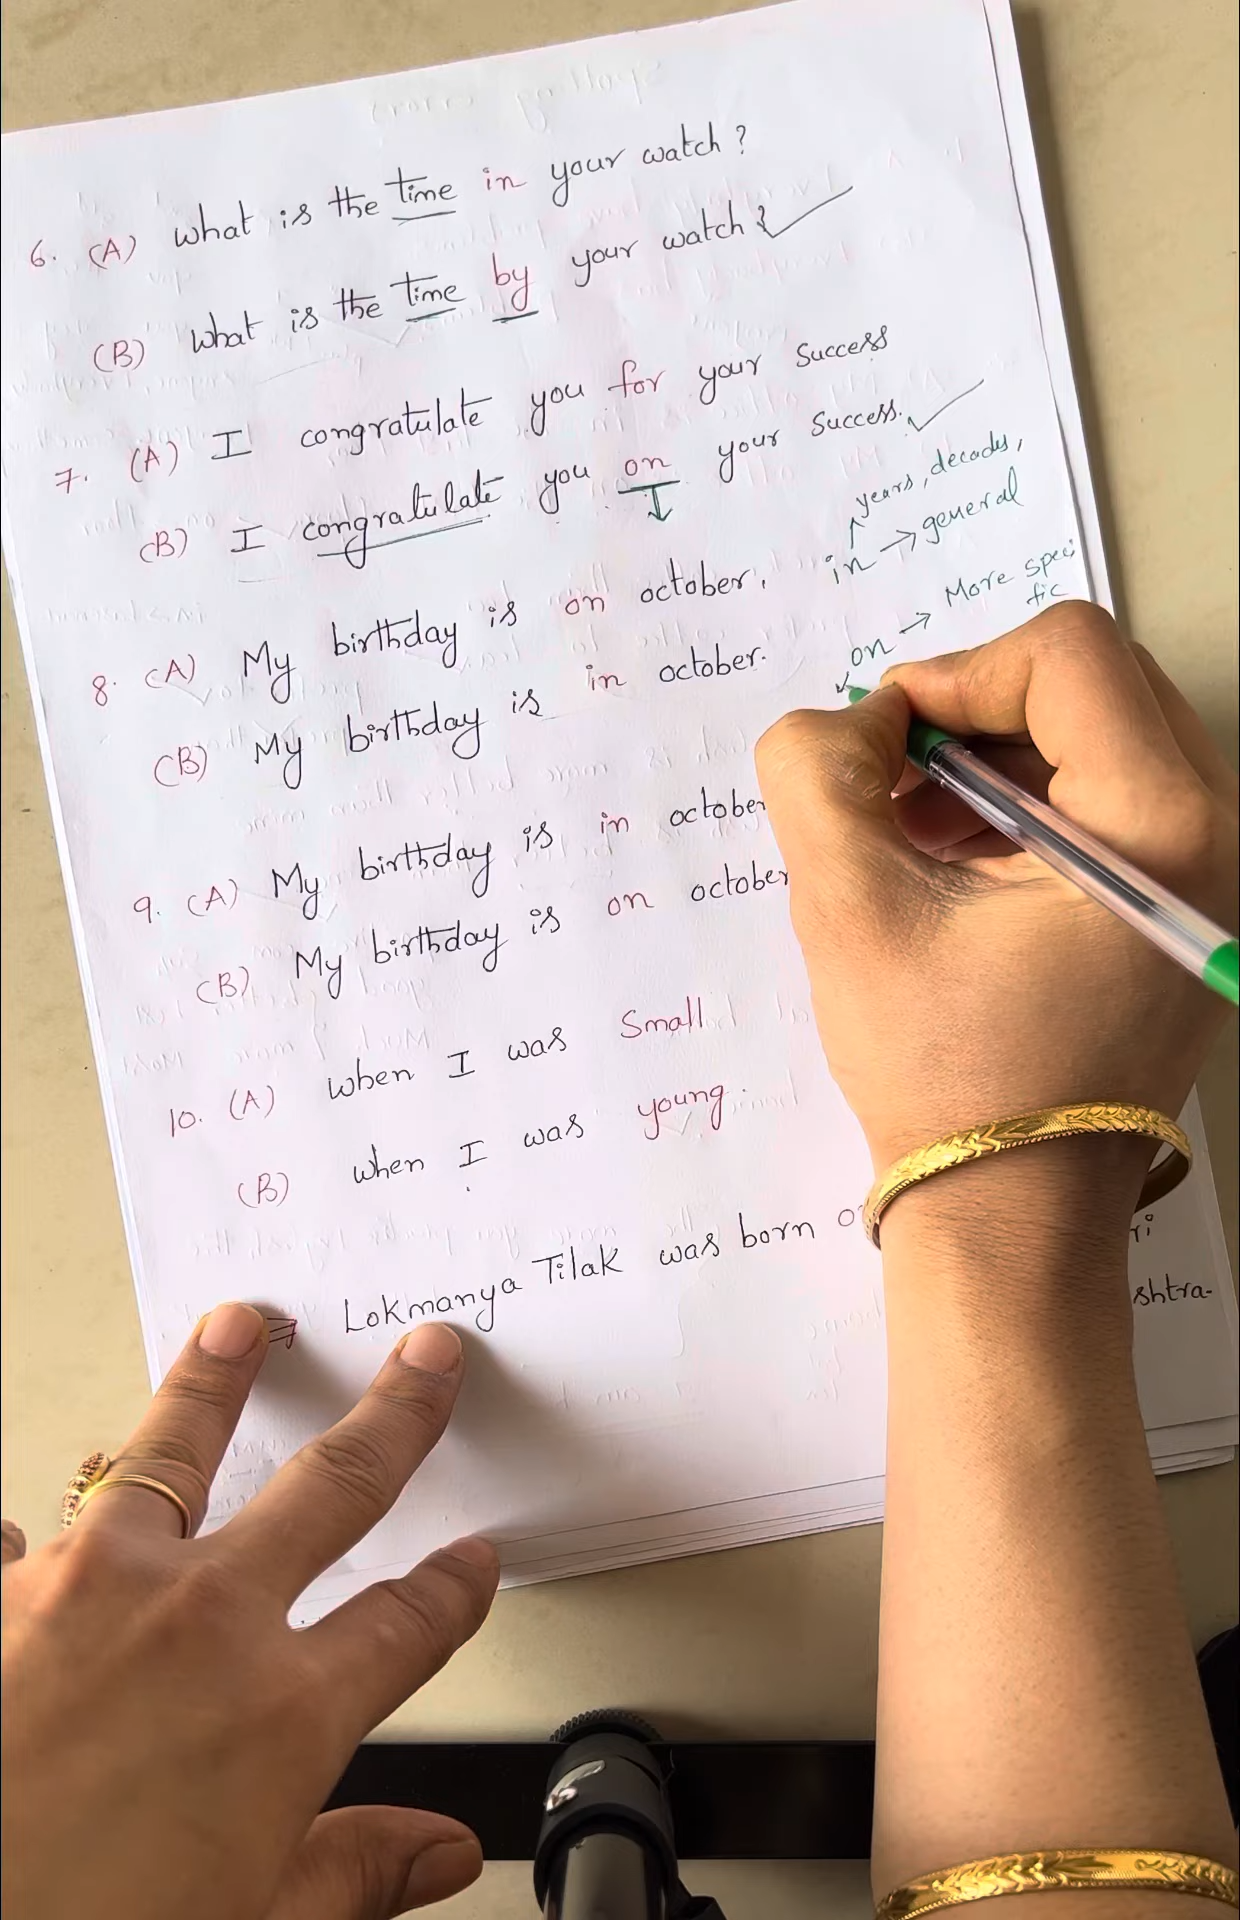 6. (A) what is the time in your watch?
(B) what is the time by your watch?
7. (A) I congratulate you for your success
(B) I congratulate you on your success.
years, decades,
in → general
8. (A) My birthday is on october.
on → More speci
fic
(B) My birthday is in october.
9. (A) My birthday is in october
(B) My birthday is on october
10. (A) when I was small
(B) when I was young.
⇒ Lokmanya Tilak was born
shtra.